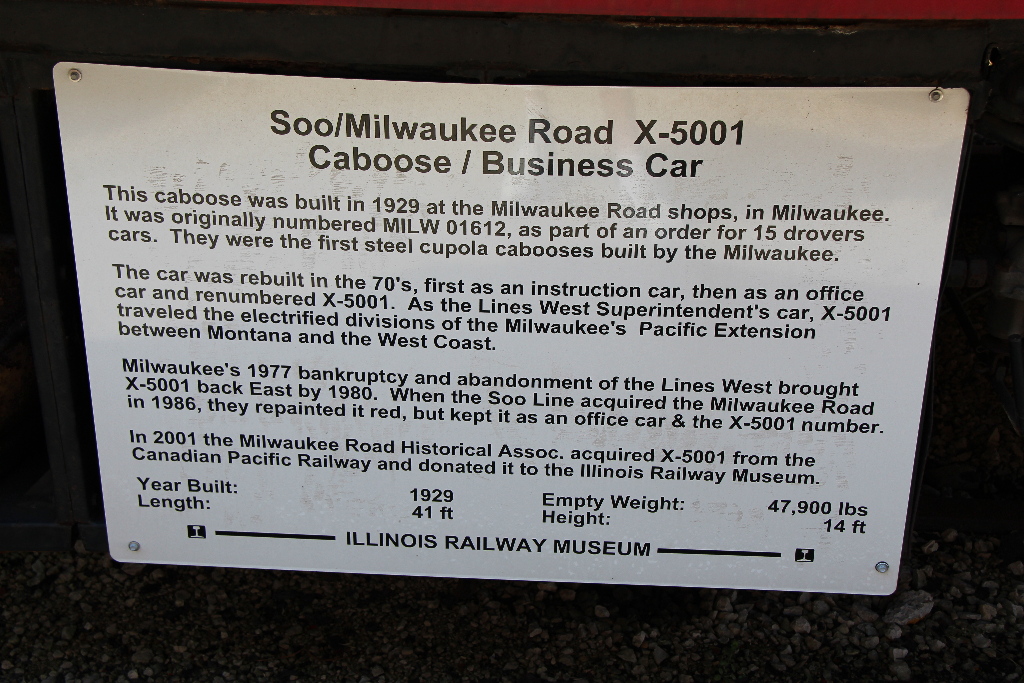 Soo/Milwaukee Road X-5001
Caboose / Business Car
This caboose was built in 1929 at the Milwaukee Road shops, in Milwaukee.
It was originally numbered MILW 01612, as part of an order for 15 drovers
cars. They were the first steel cupola cabooses built by the Milwaukee.
The car was rebuilt in the 70's, first as an instruction car, then as an office
car and renumbered X-5001. As the Lines West Superintendent's car, X-5001
traveled the electrified divisions of the Milwaukee's Pacific Extension
between Montana and the West Coast.
Milwaukee's 1977 bankruptcy and abandonment of the Lines West brought
X-5001 back East by 1980. When the Soo Line acquired the Milwaukee Road
in 1986, they repainted it red, but kept it as an office car & the X-5001 number.
In 2001 the Milwaukee Road Historical Assoc. acquired X-5001 from the
Canadian Pacific Railway and donated it to the Illinois Railway Museum.
Year Built: 1929 Empty Weight: 47,900 lbs
Length: 41 ft Height: 14 ft
I ILLINOIS RAILWAY MUSEUM I